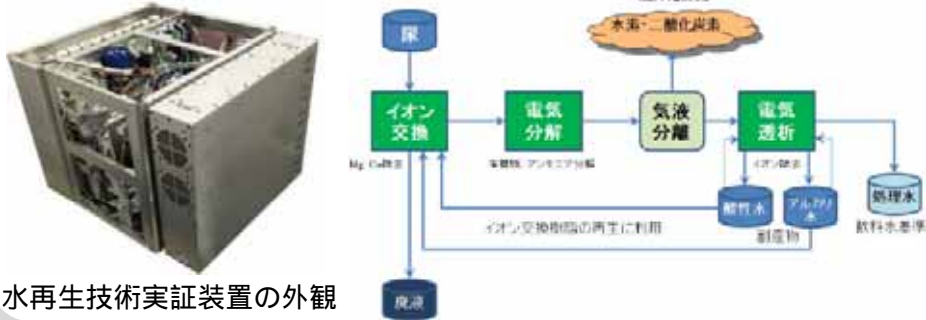 尿
水素・二酸化炭素
イオン
交換
電気
分解
気液
分離
電気
透析
Mg, Ca除去
有機物、アンモニア分解
イオン除去
酸性水
アルカリ
水
処理水
飲料水基準
イオン交換樹脂の再生に利用
副産物
廃液
水再生技術実証装置の外観